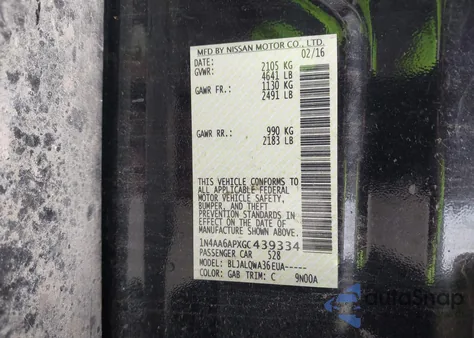 MFD BY NISSAN MOTOR CO., LTD.
DATE: 02/16
GVWR: 2105 KG
4641 LB
GAWR FR.: 1130 KG
2491 LB
GAWR RR.: 990 KG
2183 LB
THIS VEHICLE CONFORMS TO
ALL APPLICABLE FEDERAL
MOTOR VEHICLE SAFETY,
BUMPER, AND THEFT
PREVENTION STANDARDS IN
EFFECT ON THE DATE OF
MANUFACTURE SHOWN ABOVE.
1N4AA6APXGC439334
PASSENGER CAR 528
MODEL: BLJALQWA36EUA-----
COLOR: GAB TRIM: C 9N00A
autoSnap